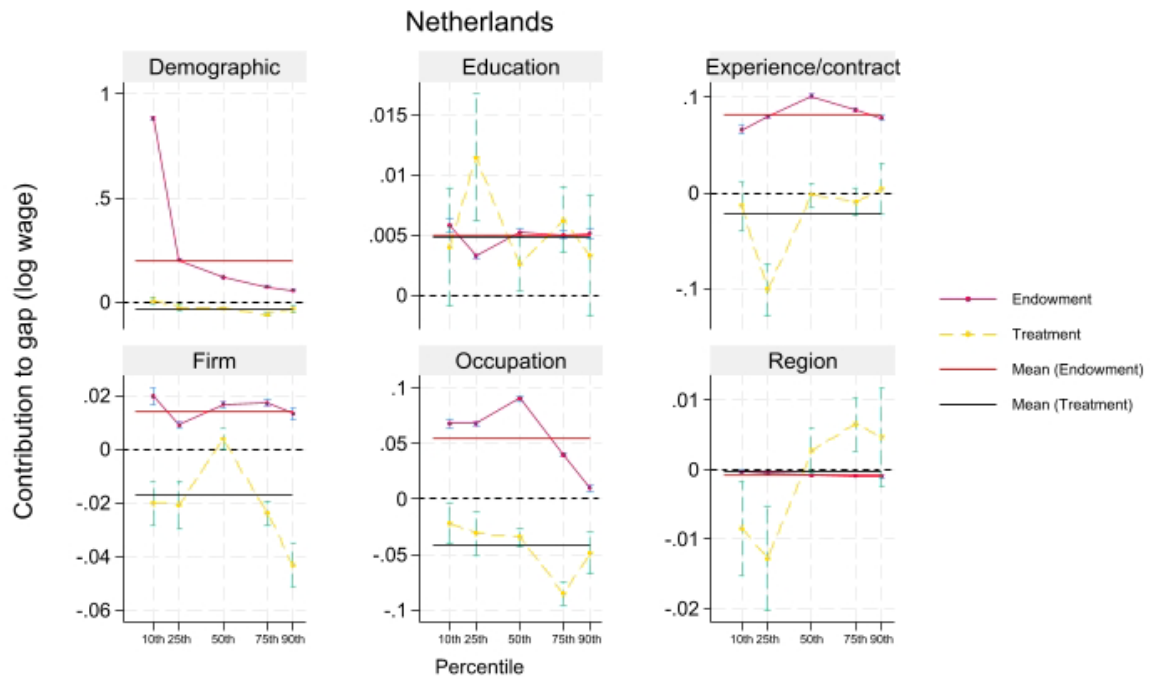 Netherlands
Demographic
Education
Experience/contract
Contribution to gap (log wage)
1
.5
0
.015
.01
.005
0
.1
0
-.1
Endowment
Treatment
Mean (Endowment)
Mean (Treatment)
Firm
Occupation
Region
.02
0
-.02
-.04
-.06
.1
.05
0
-.05
-.1
.01
0
-.01
-.02
10th 25th 50th 75th 90th
10th 25th 50th 75th 90th
10th 25th 50th 75th 90th
Percentile